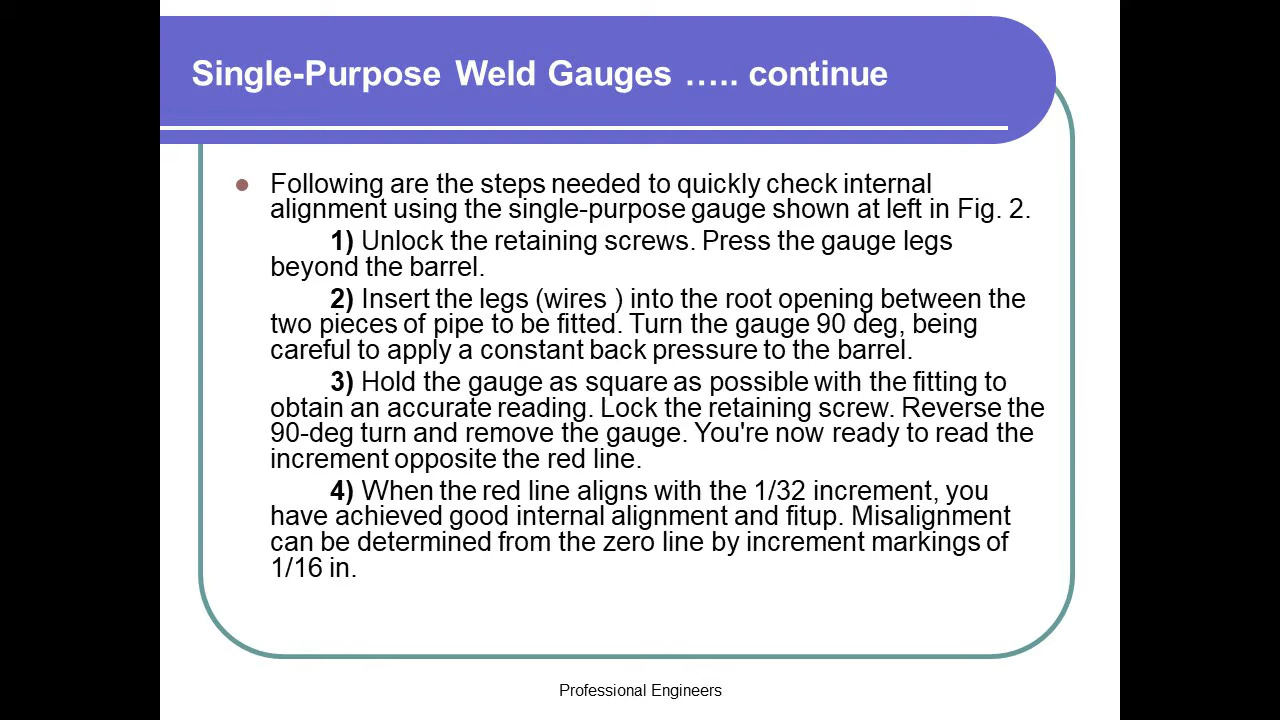 Single-Purpose Weld Gauges ….. continue
Following are the steps needed to quickly check internal
alignment using the single-purpose gauge shown at left in Fig. 2.
1) Unlock the retaining screws. Press the gauge legs
beyond the barrel.
2) Insert the legs (wires ) into the root opening between the
two pieces of pipe to be fitted. Turn the gauge 90 deg, being
careful to apply a constant back pressure to the barrel.
3) Hold the gauge as square as possible with the fitting to
obtain an accurate reading. Lock the retaining screw. Reverse the
90-deg turn and remove the gauge. You're now ready to read the
increment opposite the red line.
4) When the red line aligns with the 1/32 increment, you
have achieved good internal alignment and fitup. Misalignment
can be determined from the zero line by increment markings of
1/16 in.
Professional Engineers